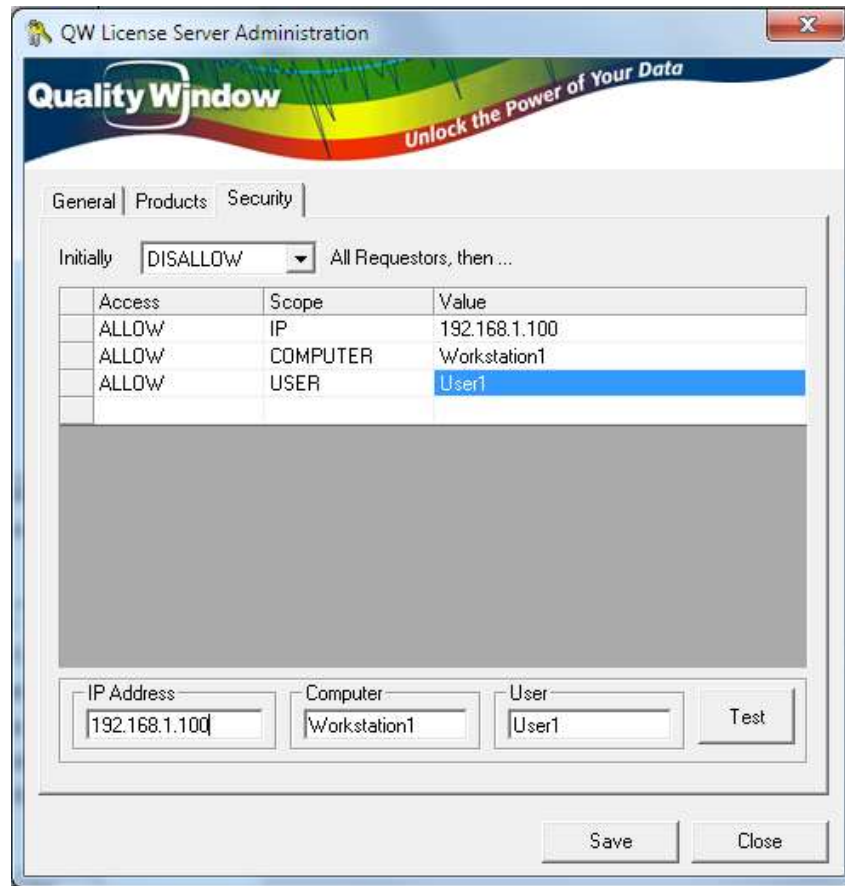 QW License Server Administration
Quality Window
Unlock the Power of Your Data
General Products Security
Initially DISALLOW All Requestors, then ...
Access Scope Value
ALLOW IP 192.168.1.100
ALLOW COMPUTER Workstation1
ALLOW USER User1
IP Address Computer User
192.168.1.100 Workstation1 User1 Test
Save Close